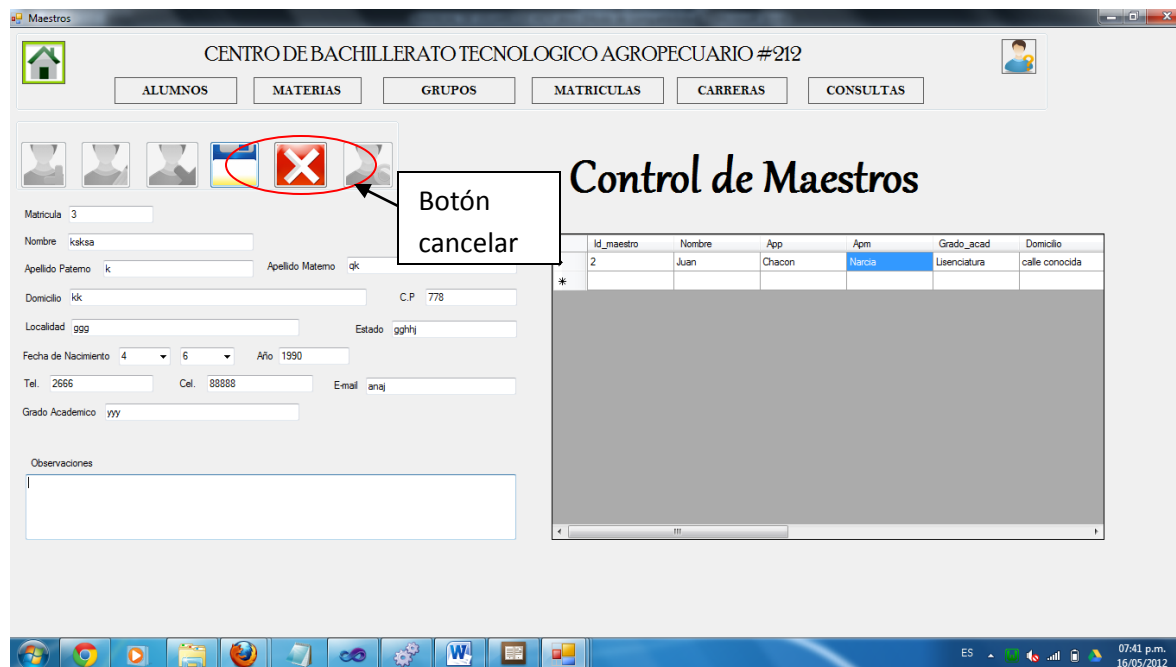 Maestros
CENTRO DE BACHILLERATO TECNOLOGICO AGROPECUARIO #212
ALUMNOS MATERIAS GRUPOS MATRICULAS CARRERAS CONSULTAS
Control de Maestros
Botón
cancelar
Matricula 3
Nombre ksksa
Apellido Paterno k Apellido Materno qk
Domicilio kk C.P 778
Localidad ggg Estado gghhj
Fecha de Nacimiento 4 6 Año 1990
Tel. 2666 Cel. 88888 E-mail anaj
Grado Academico yyy
Observaciones
Id_maestro Nombre App Apm Grado_acad Domicilio
2 Juan Chacon Narcia Lisenciatura calle conocida
ES 07:41 p.m.
16/05/2012